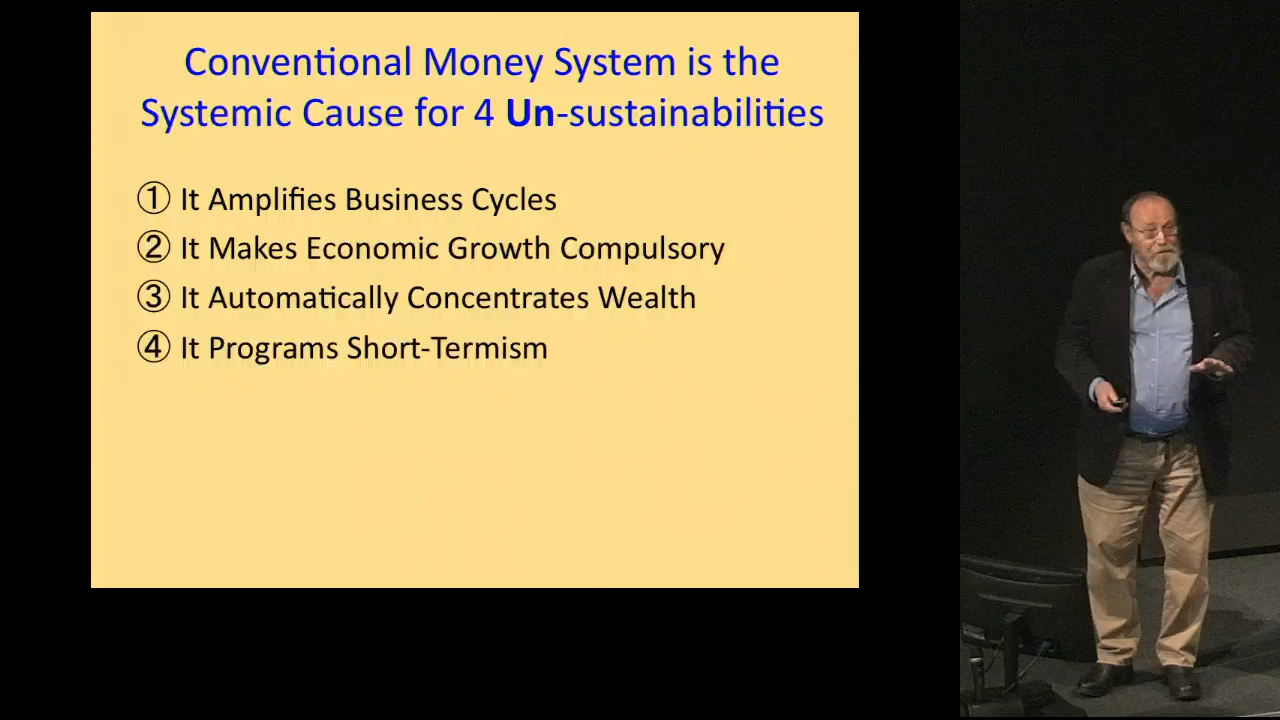 Conventional Money System is the
Systemic Cause for 4 Un-sustainabilities
① It Amplifies Business Cycles
② It Makes Economic Growth Compulsory
③ It Automatically Concentrates Wealth
④ It Programs Short-Termism